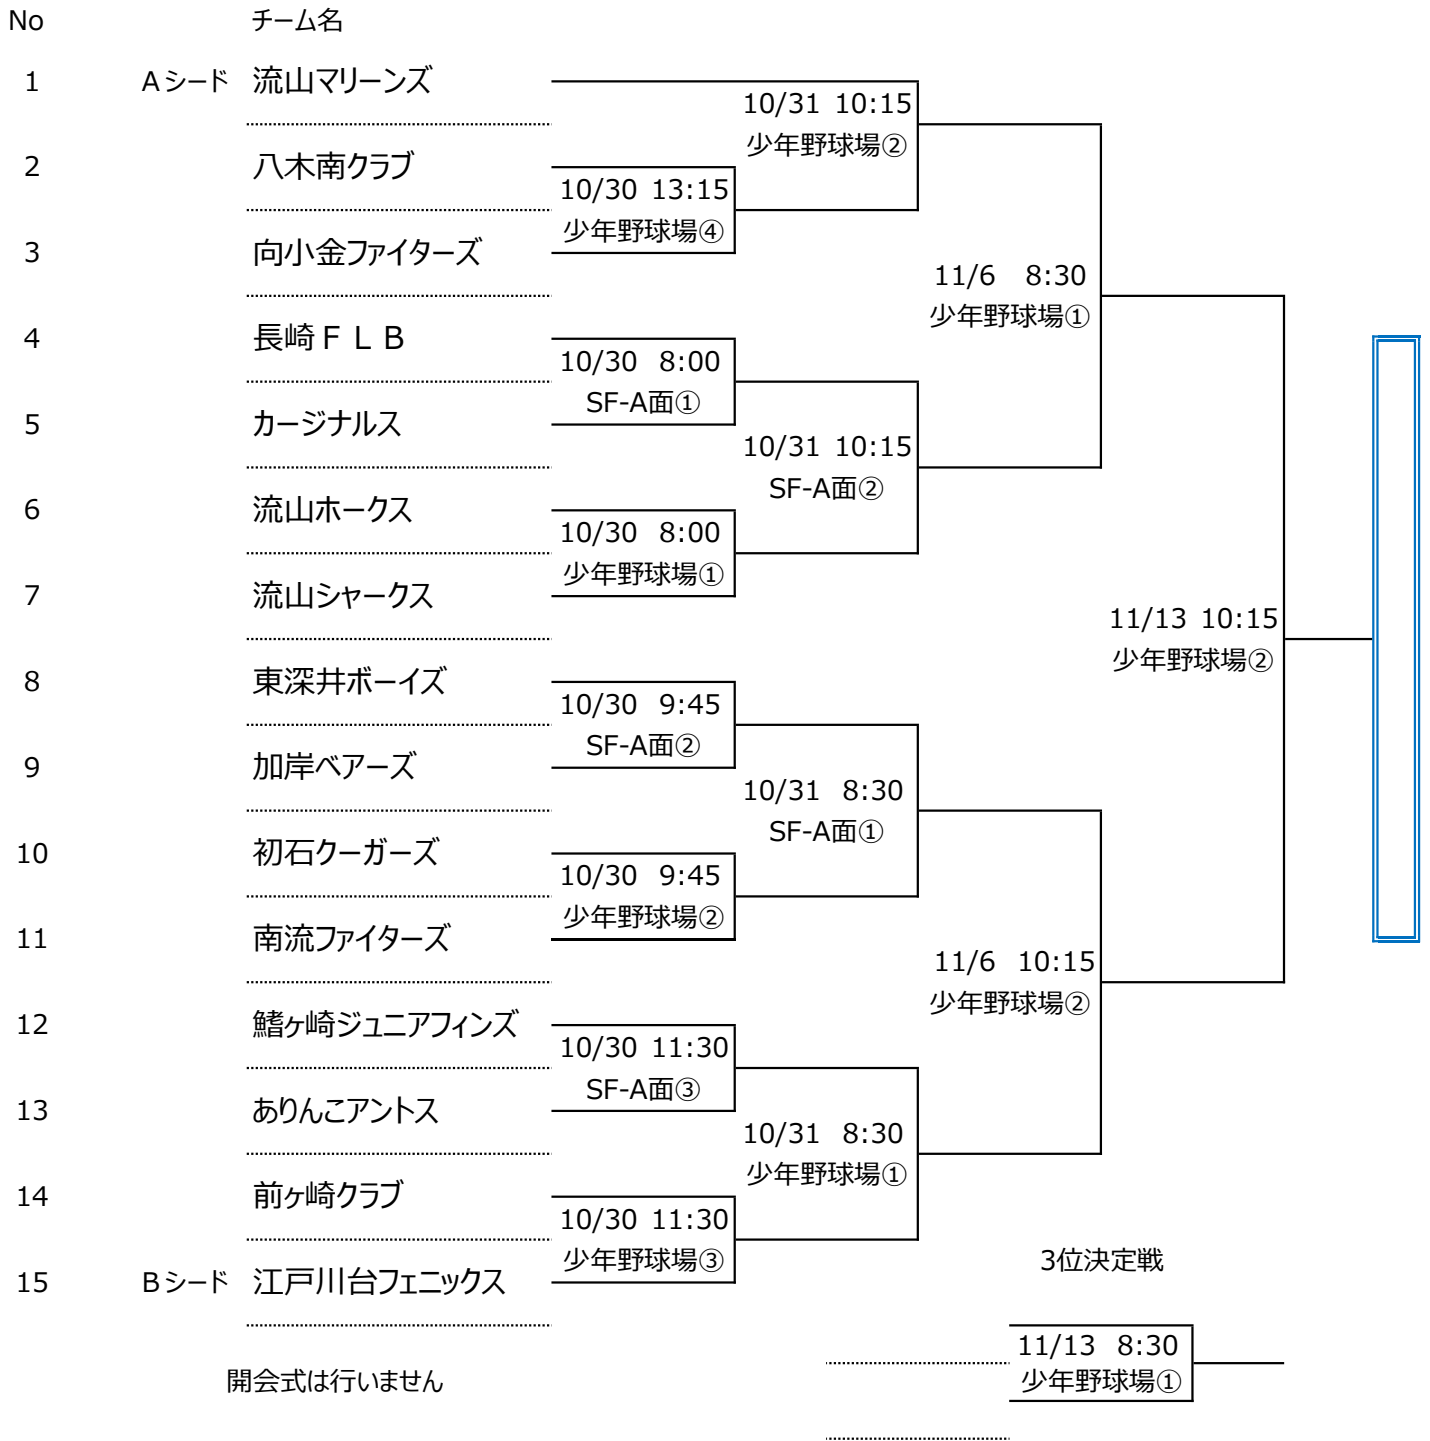 No チーム名
1 Aシード 流山マリーンズ
10/31 10:15
少年野球場②
2 八木南クラブ
10/30 13:15
少年野球場④
3 向小金ファイターズ
11/6 8:30
少年野球場①
4 長崎ＦＬＢ
10/30 8:00
SF-A面①
5 カージナルス
10/31 10:15
SF-A面②
6 流山ホークス
10/30 8:00
少年野球場①
7 流山シャークス
11/13 10:15
少年野球場②
8 東深井ボーイズ
10/30 9:45
SF-A面②
9 加岸ベアーズ
10/31 8:30
SF-A面①
10 初石クーガーズ
10/30 9:45
少年野球場②
11 南流ファイターズ
11/6 10:15
少年野球場②
12 鰭ヶ崎ジュニアフィンズ
10/30 11:30
SF-A面③
13 ありんこアントス
10/31 8:30
少年野球場①
14 前ヶ崎クラブ
10/30 11:30
少年野球場③
15 Bシード 江戸川台フェニックス
3位決定戦
11/13 8:30
少年野球場①
開会式は行いません